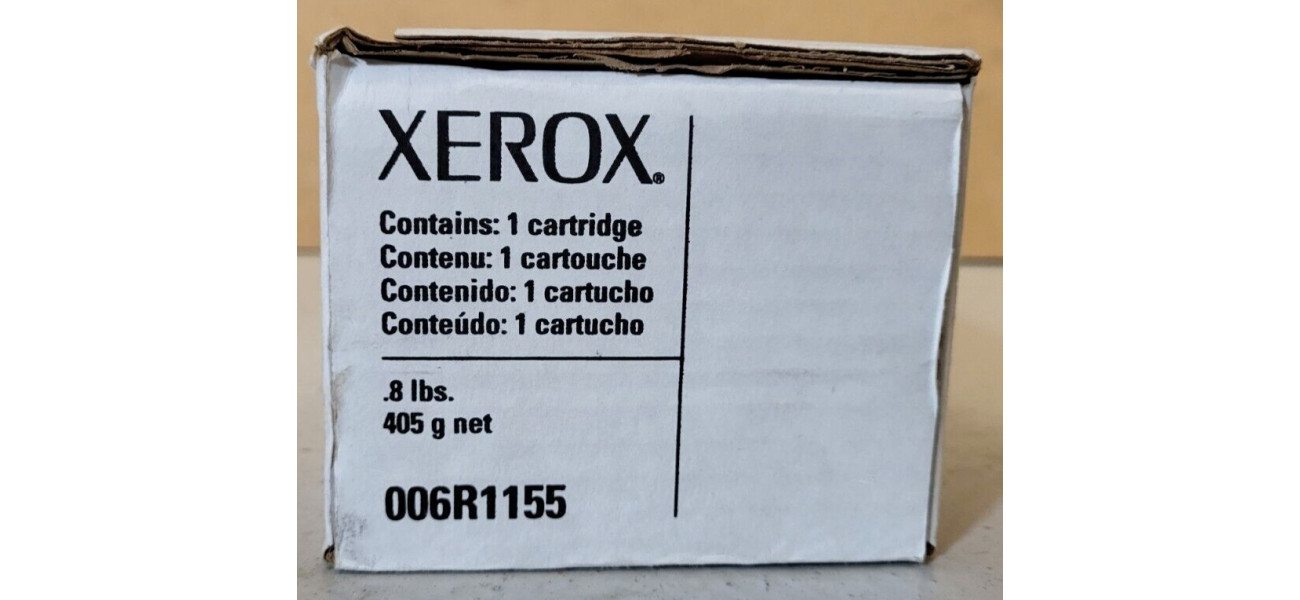 XEROX®
Contains: 1 cartridge
Contenu: 1 cartouche
Contenido: 1 cartucho
Conteúdo: 1 cartucho
.8 lbs.
405 g net
006R1155